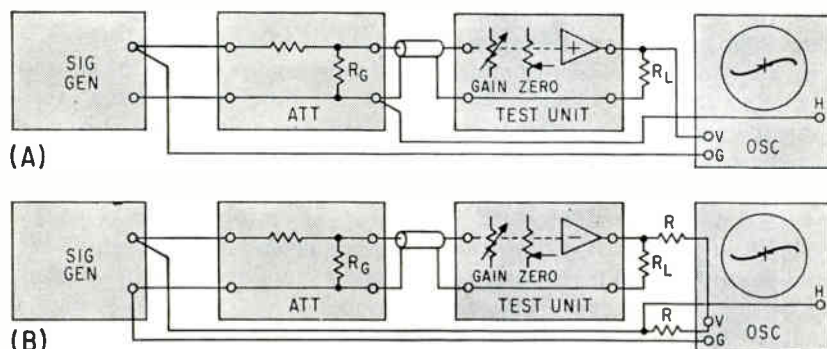 SIG
GEN
R_G
ATT
GAIN ZERO
+
TEST UNIT
R_L
H
V
G
OSC
(A)
SIG
GEN
R_G
ATT
GAIN ZERO
−
TEST UNIT
R_L
R
R
H
V
G
OSC
(B)